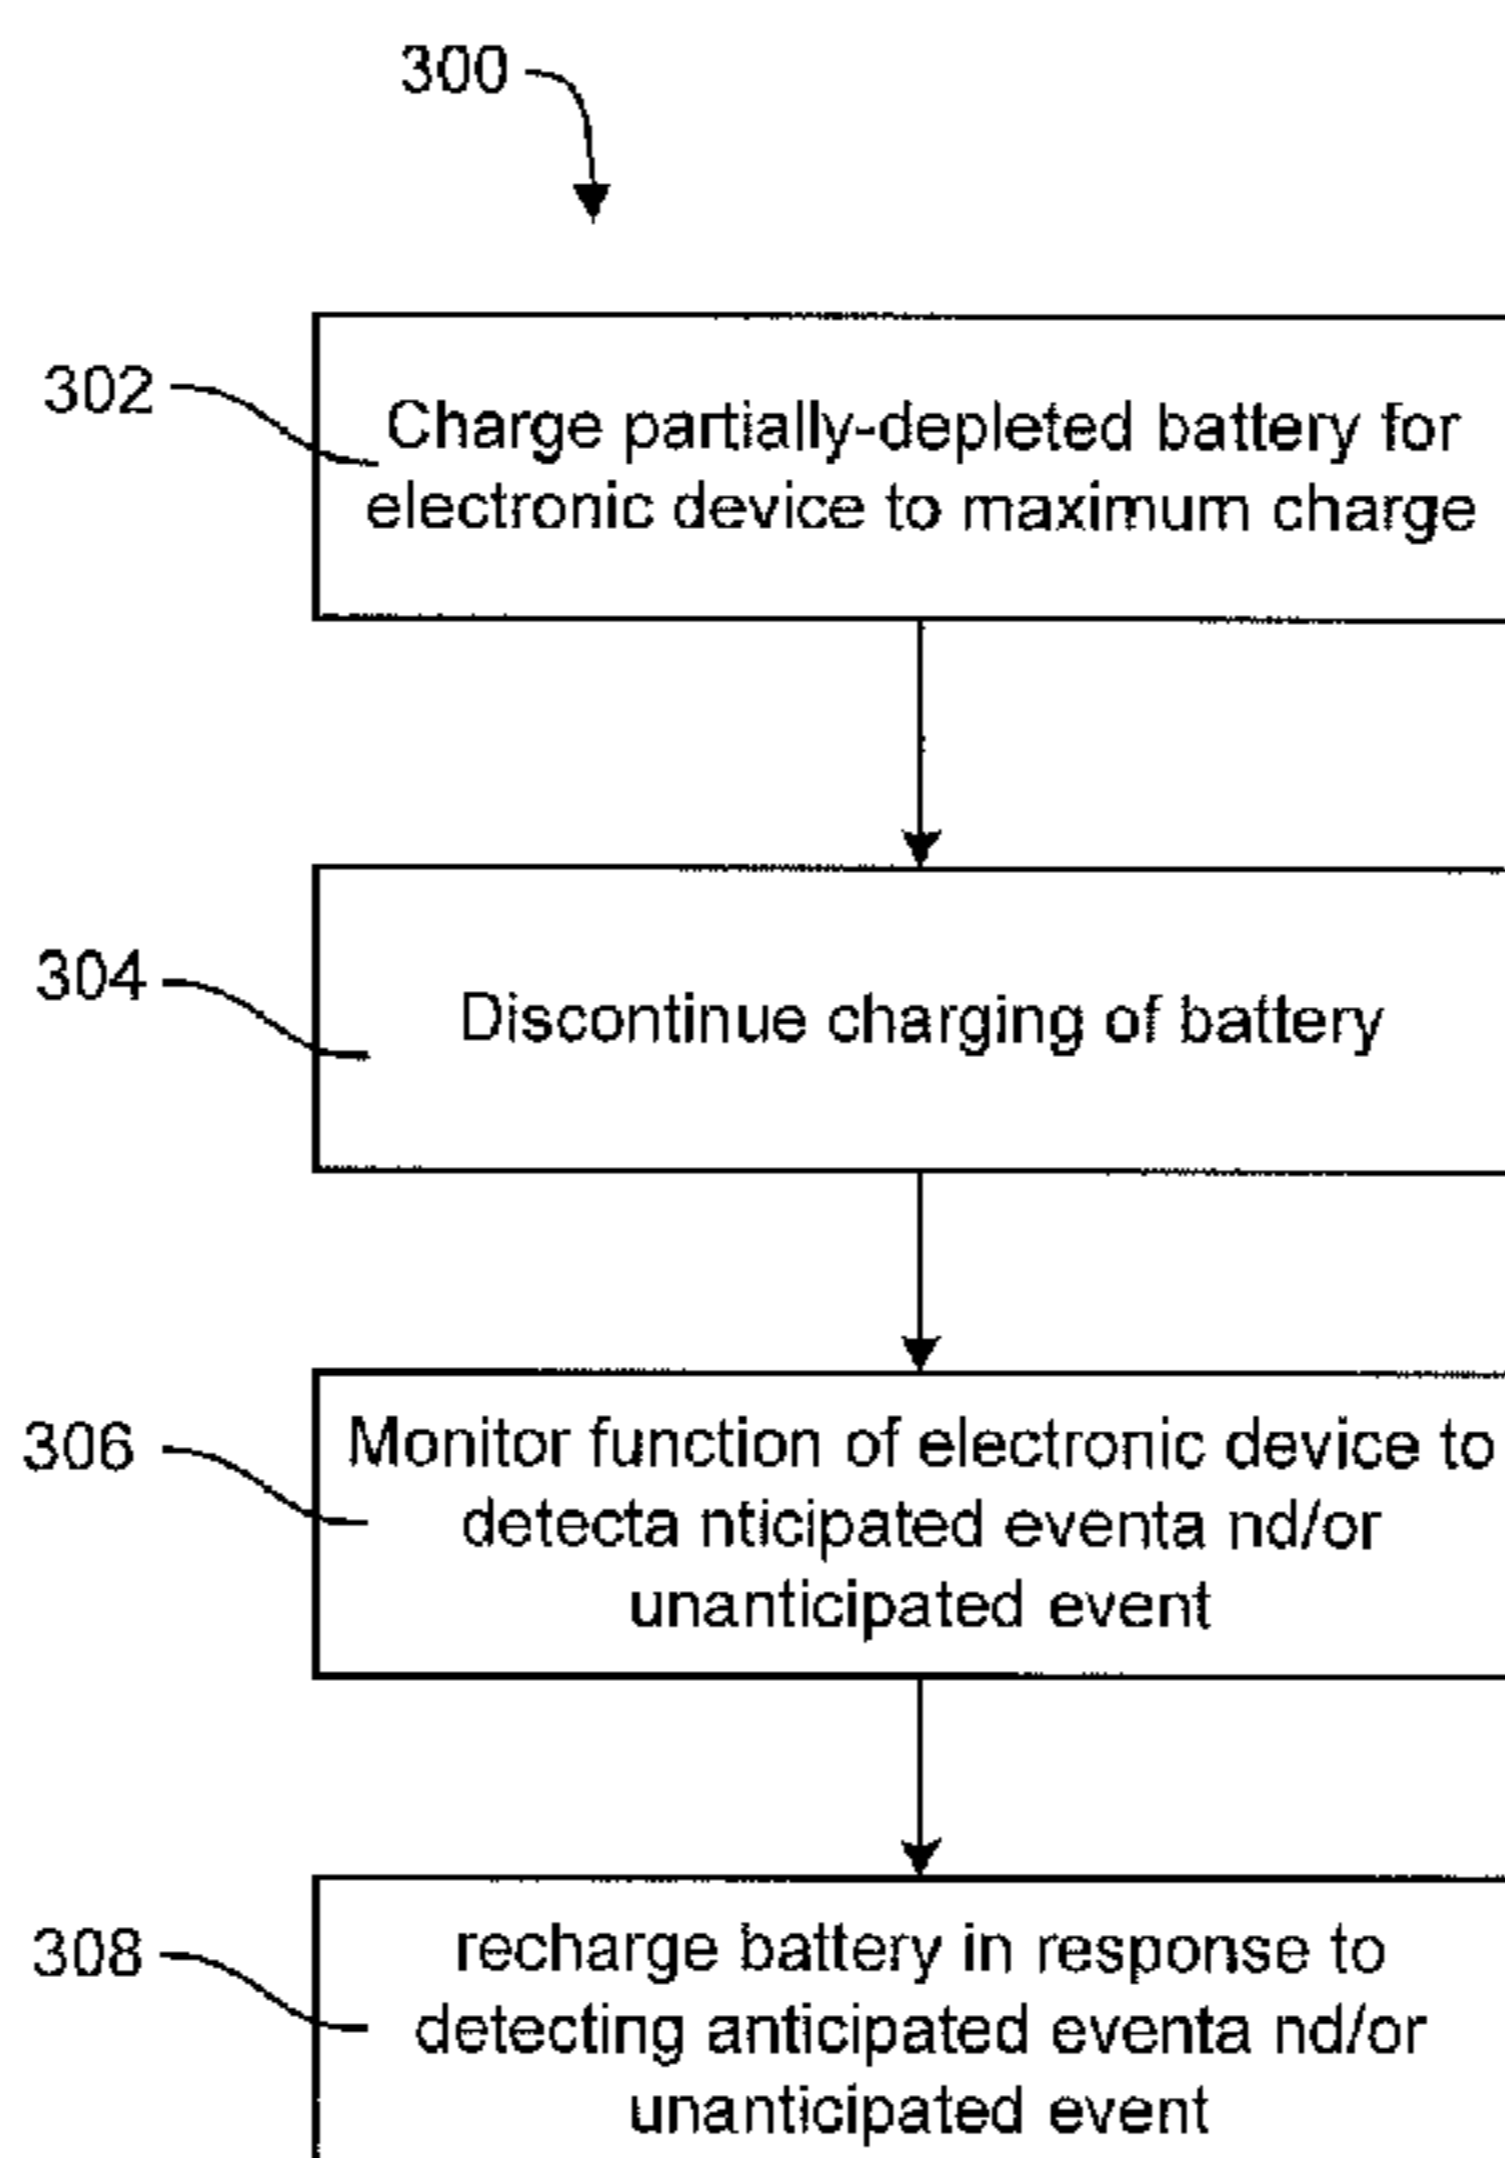 300
302
Charge partially-depleted battery for
electronic device to maximum charge
304
Discontinue charging of battery
306
Monitor function of electronic device to
detecta nticipated eventa nd/or
unanticipated event
308
recharge battery in response to
detecting anticipated eventa nd/or
unanticipated event